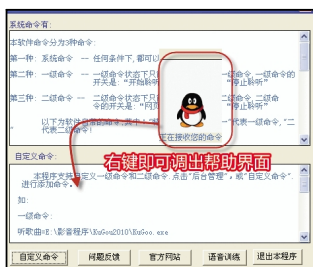 系统命令有:
本软件命令分为3种命令:
第一种: 系统命令 -- 任何条件下,都可以
第二种: 一级命令 -- 一级命令状态下只 级命令,一级命令的
开关是: "开始聆听 "停止聆听"
第三种: 二级命令 -- 二级命令状态下只 级命令,二级命
令的开关是: "网页 "停止聆听"
以下为软件 "代表一级命令,"二
代表二级命令!
正在接收您的命令
右键即可调出帮助界面
自定义命令:
本程序支持自定义一级命令和二级命令.点击"后台管理",或"自定义命令"
进行添加命令。
如:
一级命令:
听歌曲=E:\影音程序\KuGou2010\KuGoo.exe
自定义命令 问题反馈 官方网站 语音训练 退出本程序